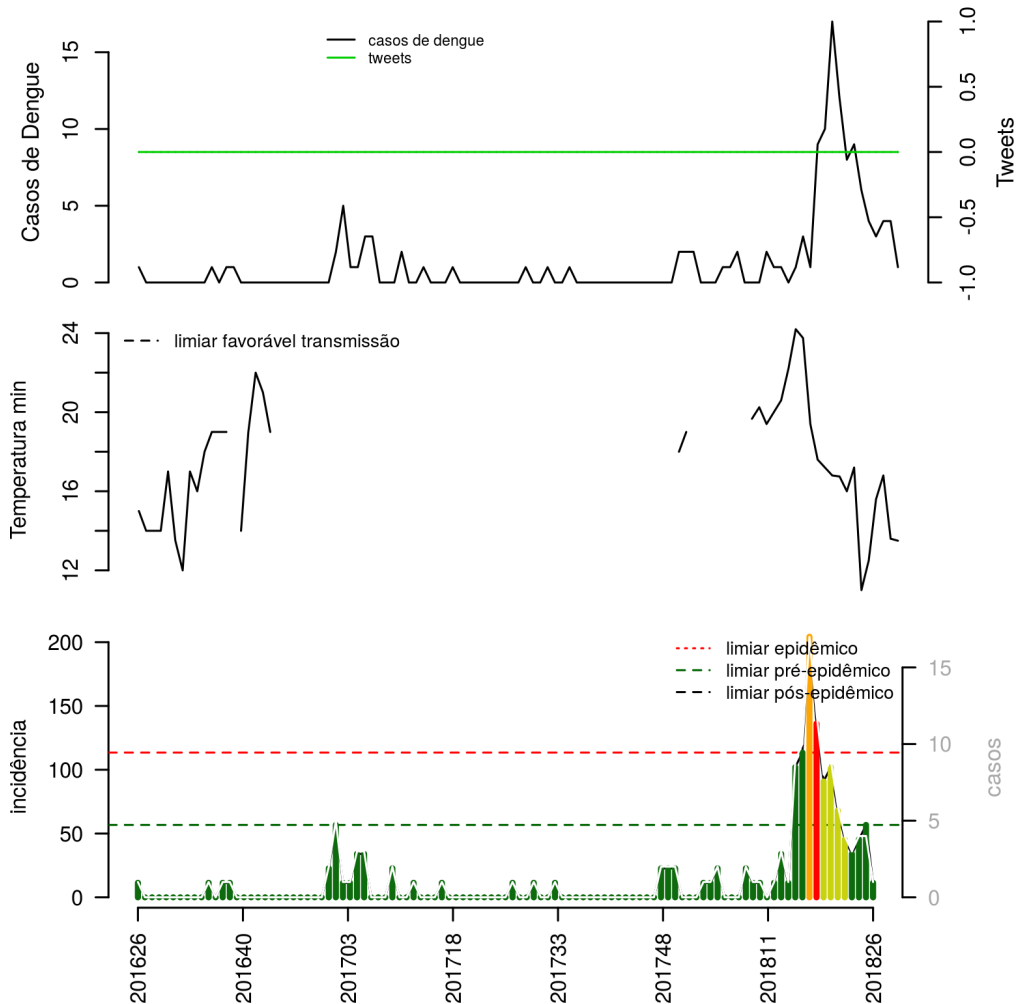 casos de dengue
tweets
Casos de Dengue
0
5
10
15
Tweets
-1.0
-0.5
0.0
0.5
1.0
limiar favorável transmissão
Temperatura min
12
16
20
24
limiar epidêmico
limiar pré-epidêmico
limiar pós-epidêmico
incidência
0
50
100
150
200
casos
0
5
10
15
201626
201640
201703
201718
201733
201748
201811
201826